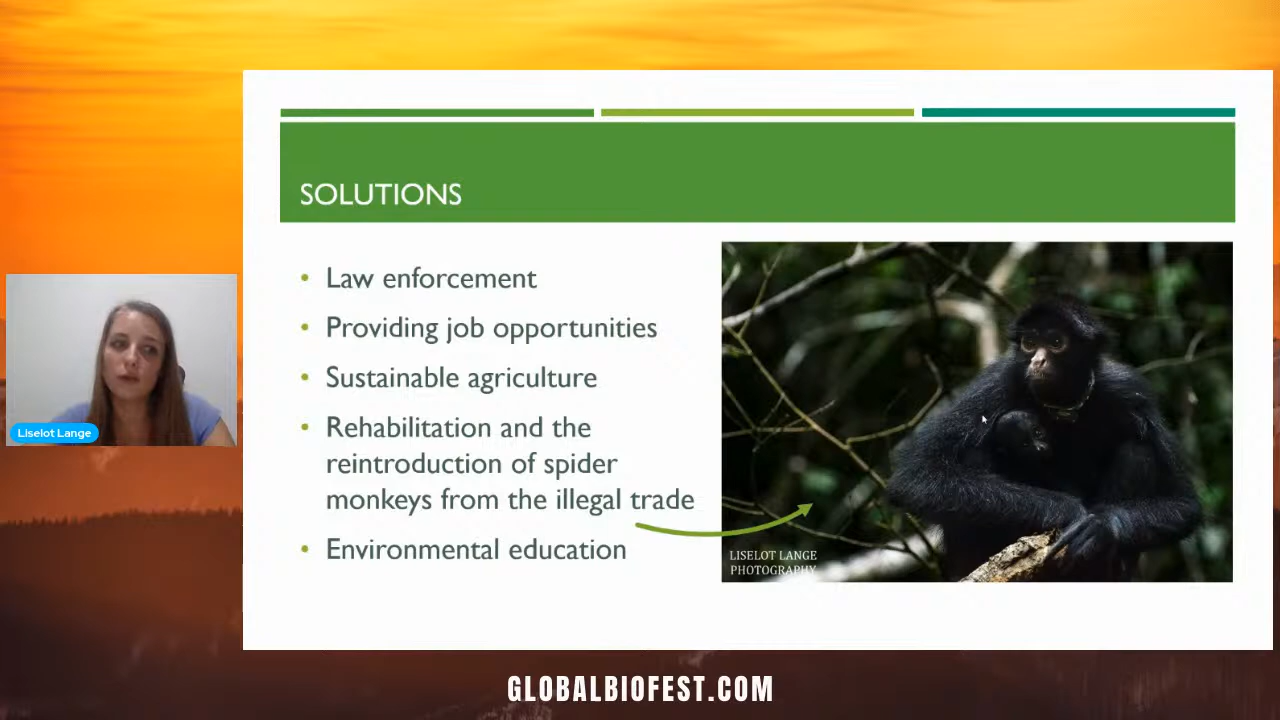 SOLUTIONS
• Law enforcement
• Providing job opportunities
• Sustainable agriculture
• Rehabilitation and the
reintroduction of spider
monkeys from the illegal trade
• Environmental education
LISELOT LANGE
PHOTOGRAPHY
Liselot Lange
GLOBALBIOFEST.COM